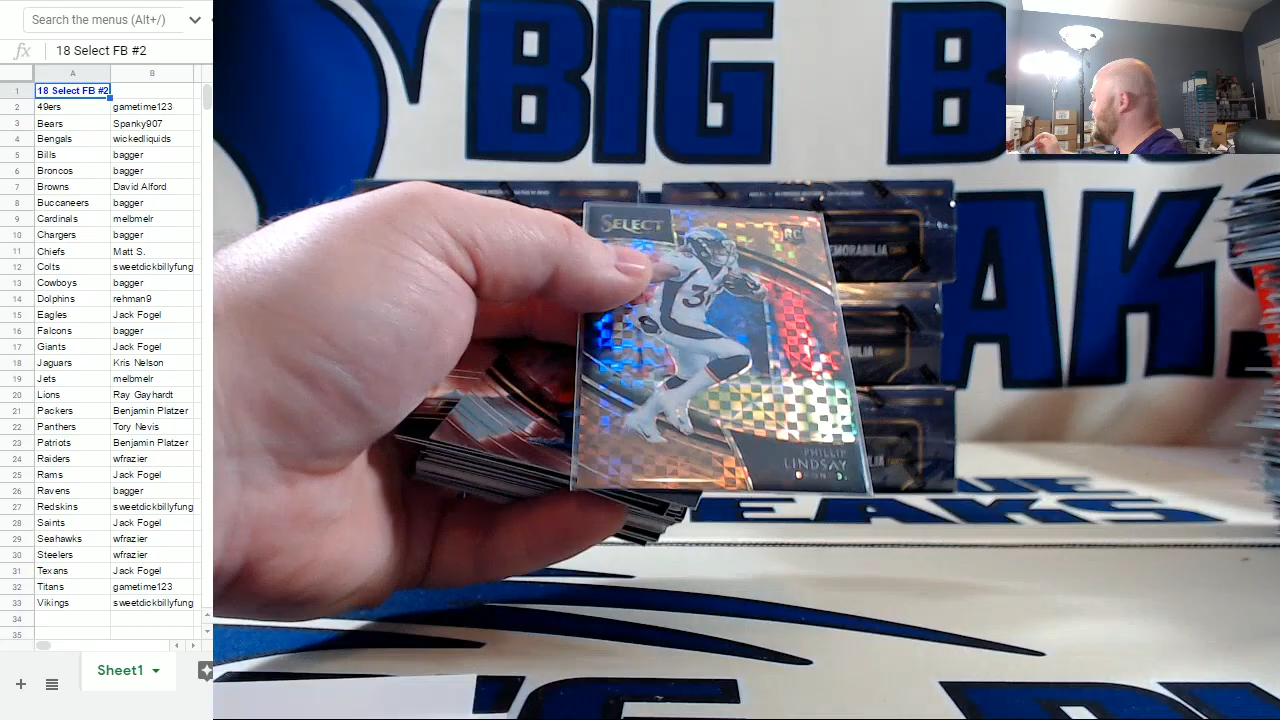 Search the menus (Alt+/)
fx 18 Select FB #2
A B
1 18 Select FB #2
2 49ers gametime123
3 Bears Spanky907
4 Bengals wickedliquids
5 Bills bagger
6 Broncos bagger
7 Browns David Alford
8 Buccaneers bagger
9 Cardinals melbmelr
10 Chargers bagger
11 Chiefs Matt S
12 Colts sweetdickbillyfung
13 Cowboys bagger
14 Dolphins rehman9
15 Eagles Jack Fogel
16 Falcons bagger
17 Giants Jack Fogel
18 Jaguars Kris Nelson
19 Jets melbmelr
20 Lions Ray Gayhardt
21 Packers Benjamin Platzer
22 Panthers Tony
23 Patriots Benjamin Platzer
24 Raiders wfrazier
25 Rams Jack Fogel
26 Ravens bagger
27 Redskins sweetdickbillyfung
28 Saints Jack Fogel
29 Seahawks wfrazier
30 Steelers wfrazier
31 Texans Jack Fogel
32 Titans gametime123
33 Vikings sweetdickbillyfung
34
35
Sheet1
BIG B
EAK
SELECT
RC
3
PHILLIP
LINDSAY
MEMORABILIA
EAKS